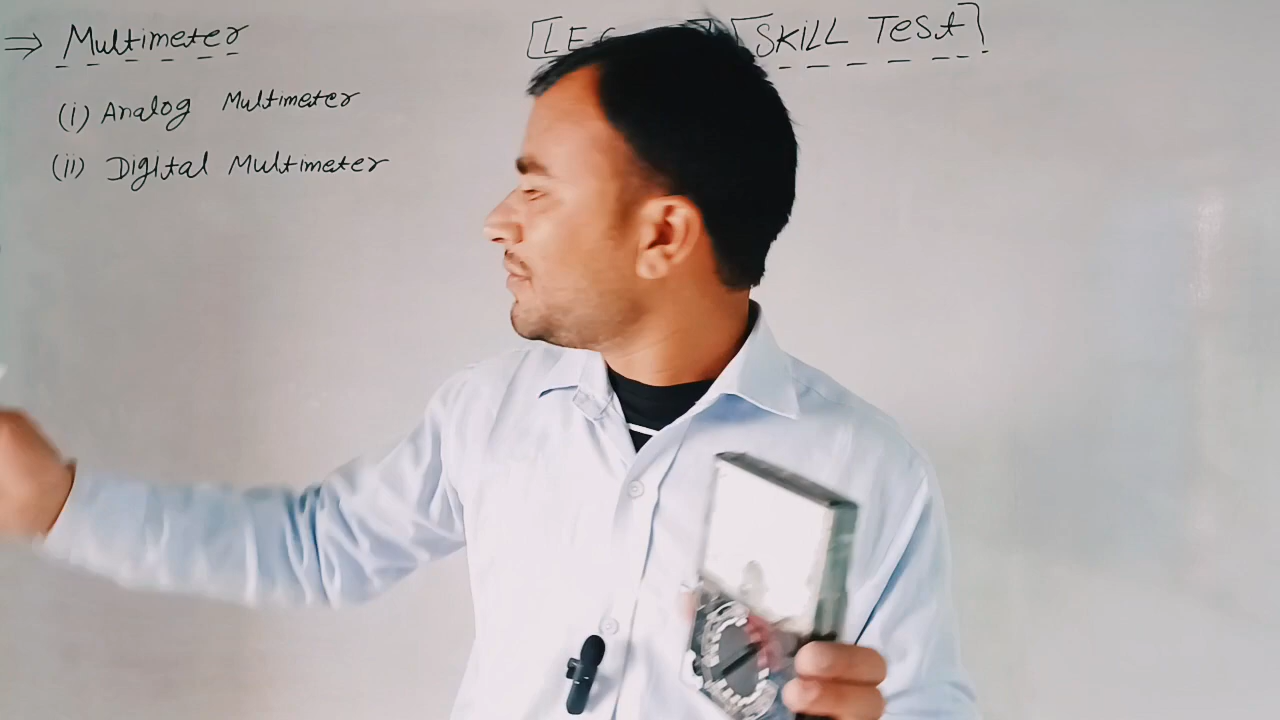 ⇒ Multimeter
[SKiLL TeSt]
(i) Analog Multimeter
(ii) Digital Multimeter